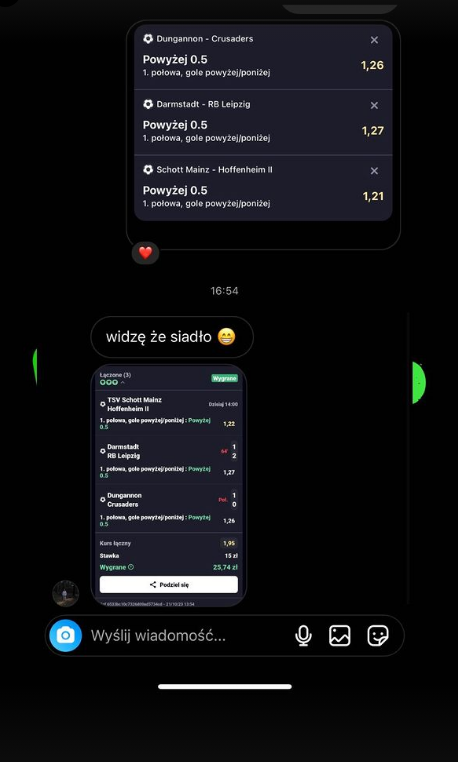 Dungannon - Crusaders
Powyżej 0.5
1,26
1. połowa, gole powyżej/poniżej
Darmstadt - RB Leipzig
Powyżej 0.5
1,27
1. połowa, gole powyżej/poniżej
Schott Mainz - Hoffenheim II
Powyżej 0.5
1,21
1. połowa, gole powyżej/poniżej
16:54
widzę że siadło 😁
Łączone (3)
Wygrane
TSV Schott Mainz
Hoffenheim II
Dzisiaj 14:00
1. połowa, gole powyżej/poniżej : Powyżej
0.5
1,22
Darmstadt
1
RB Leipzig
2
1. połowa, gole powyżej/poniżej : Powyżej
0.5
1,27
Dungannon
1
Crusaders
0
1. połowa, gole powyżej/poniżej : Powyżej
0.5
1,26
Kurs łączny
1,95
Stawka
15 zł
Wygrane
25,74 zł
Podziel się
Wyślij wiadomość...